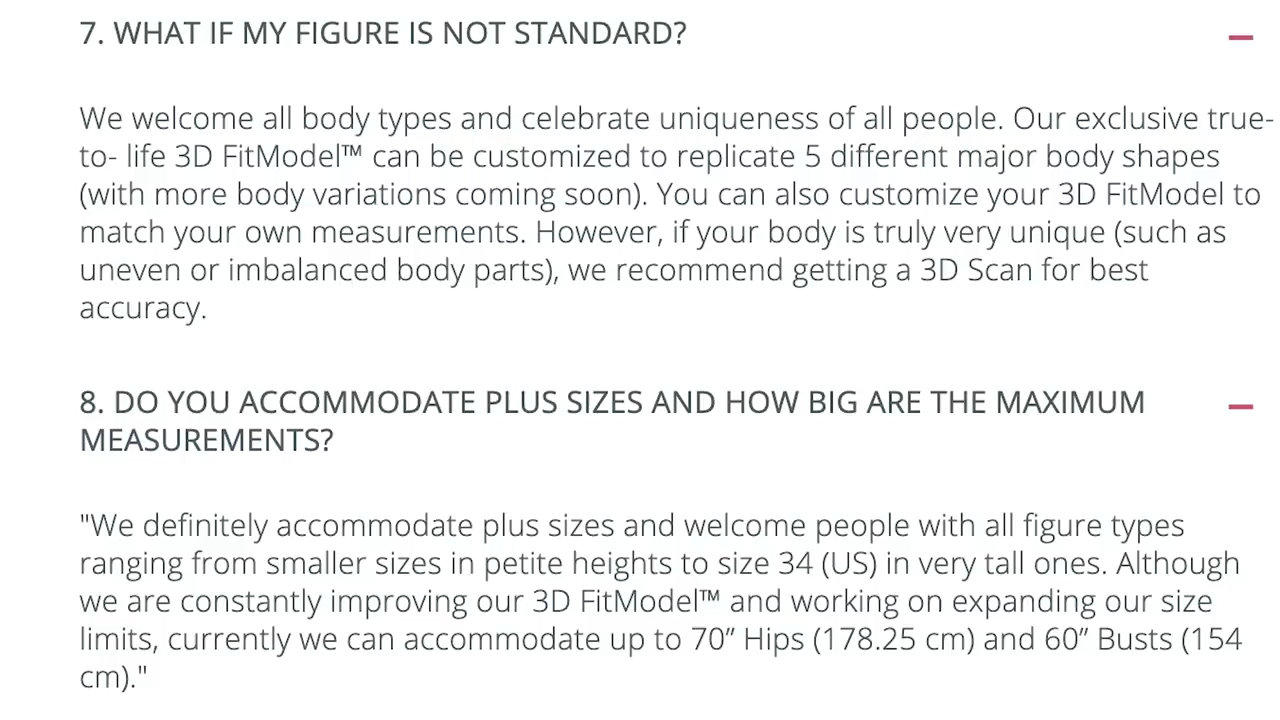 7. WHAT IF MY FIGURE IS NOT STANDARD?
We welcome all body types and celebrate uniqueness of all people. Our exclusive true-
to- life 3D FitModel™ can be customized to replicate 5 different major body shapes
(with more body variations coming soon). You can also customize your 3D FitModel to
match your own measurements. However, if your body is truly very unique (such as
uneven or imbalanced body parts), we recommend getting a 3D Scan for best
accuracy.
8. DO YOU ACCOMMODATE PLUS SIZES AND HOW BIG ARE THE MAXIMUM
MEASUREMENTS?
"We definitely accommodate plus sizes and welcome people with all figure types
ranging from smaller sizes in petite heights to size 34 (US) in very tall ones. Although
we are constantly improving our 3D FitModel™ and working on expanding our size
limits, currently we can accommodate up to 70” Hips (178.25 cm) and 60” Busts (154
cm)."